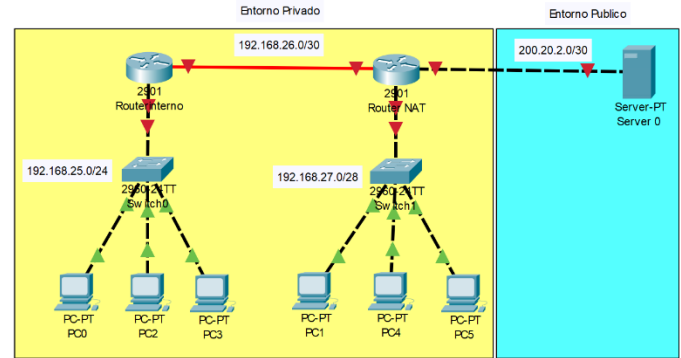 Entorno Privado
Entorno Publico
192.168.26.0/30
200.20.2.0/30
2901
Router interno
2901
Router NAT
Server-PT
Server 0
192.168.25.0/24
2960-24TT
Switch0
192.168.27.0/28
2960-24TT
Switch1
PC-PT
PC0
PC-PT
PC2
PC-PT
PC3
PC-PT
PC1
PC-PT
PC4
PC-PT
PC5